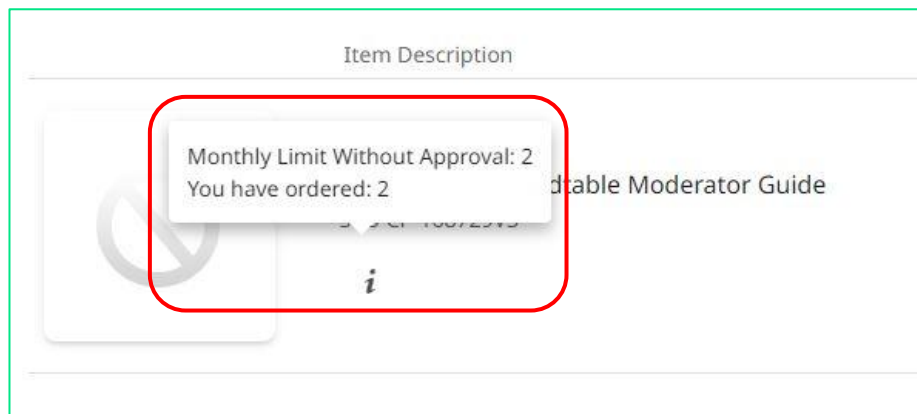 Item Description
Monthly Limit Without Approval: 2
You have ordered: 2
dtable Moderator Guide
i